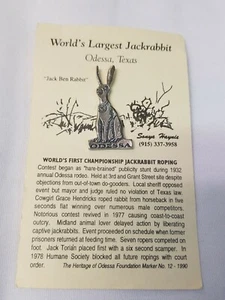 World's Largest Jackrabbit
Odessa, Texas
"Jack Ben Rabbit"
ODESSA
Sonya Haynie
(915) 337-3958
WORLD'S FIRST CHAMPIONSHIP JACKRABBIT ROPING
Contest began as "hare-brained" publicity stunt during 1932
annual Odessa rodeo. Held at 3rd and Grant Street site despite
objections from out-of-town do-gooders. Local sheriff opposed
event but mayor and judge ruled no violation of Texas law.
Cowgirl Grace Hendricks roped rabbit from horseback in five
seconds flat winning over numerous male competitors.
Notorious contest revived in 1977 causing coast-to-coast
outcry. Midland animal lover delayed action by liberating
captive jackrabbits. Event proceeded on schedule when former
prisoners returned at feeding time. Seven ropers competed on
foot. Jack Torian placed first with a six second scamper. In
1978 Humane Society blocked all future ropings with court
order. The Heritage of Odessa Foundation Marker No. 12 - 1990